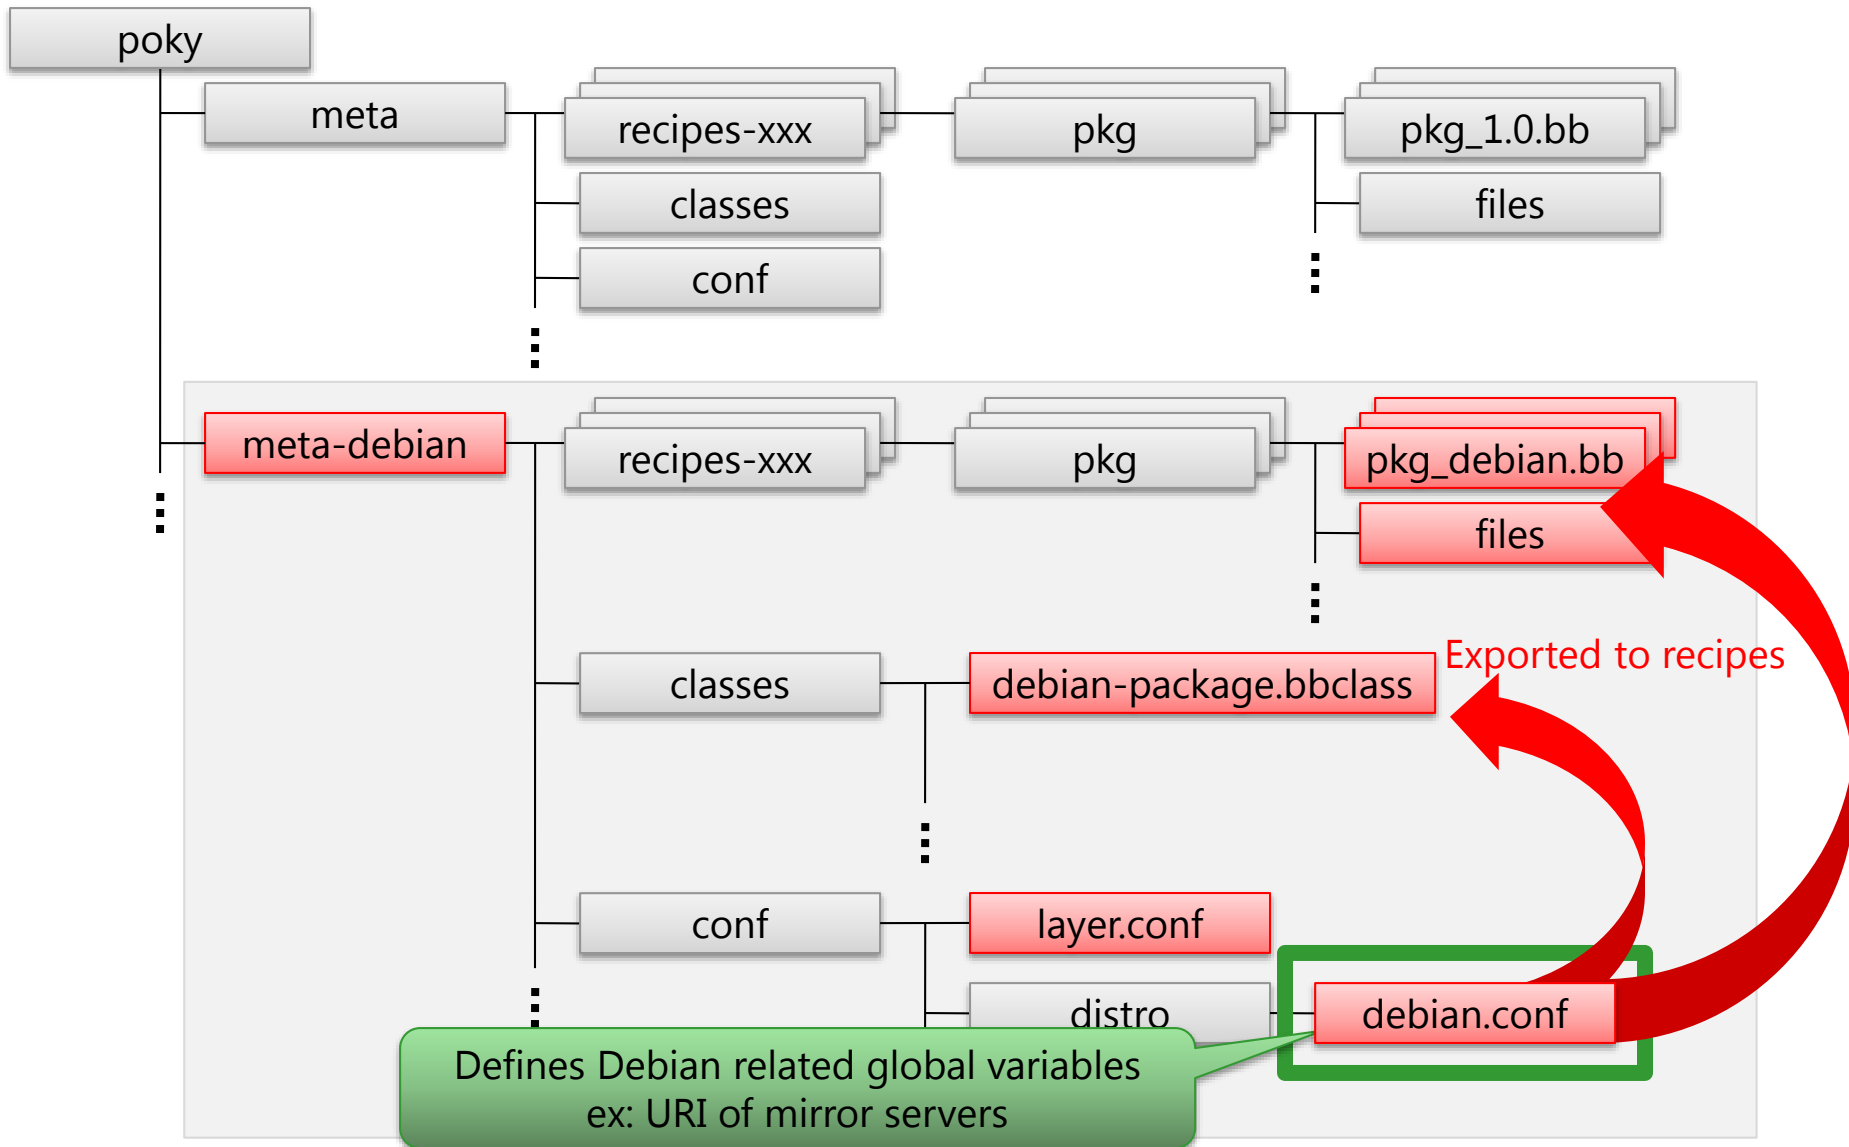 poky
meta
recipes-xxx
pkg
pkg_1.0.bb
classes
files
conf
meta-debian
recipes-xxx
pkg
pkg_debian.bb
files
Exported to recipes
classes
debian-package.bbclass
conf
layer.conf
distro
debian.conf
Defines Debian related global variables
ex: URI of mirror servers